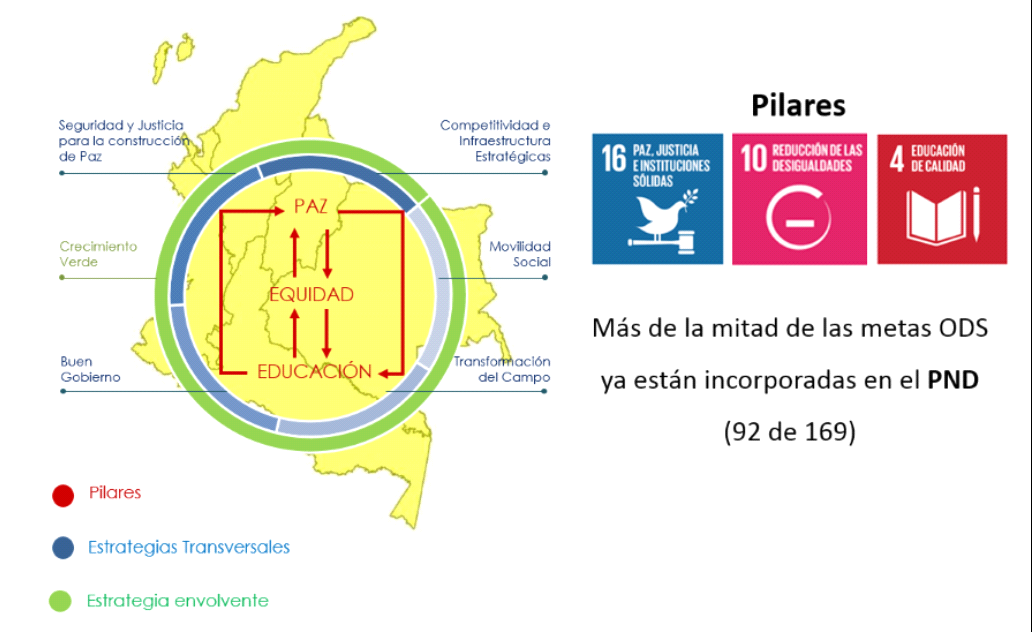 Seguridad y Justicia
para la construcción
de Paz
Competitividad e
Infraestructura
Estratégicas
Crecimiento
Verde
Movilidad
Social
Buen
Gobierno
Transformación
del Campo
PAZ
EQUIDAD
EDUCACIÓN
Pilares
Estrategias Transversales
Estrategia envolvente
Pilares
16 PAZ, JUSTICIA
E INSTITUCIONES
SÓLIDAS
10 REDUCCIÓN DE LAS
DESIGUALDADES
4 EDUCACIÓN
DE CALIDAD
Más de la mitad de las metas ODS
ya están incorporadas en el PND
(92 de 169)